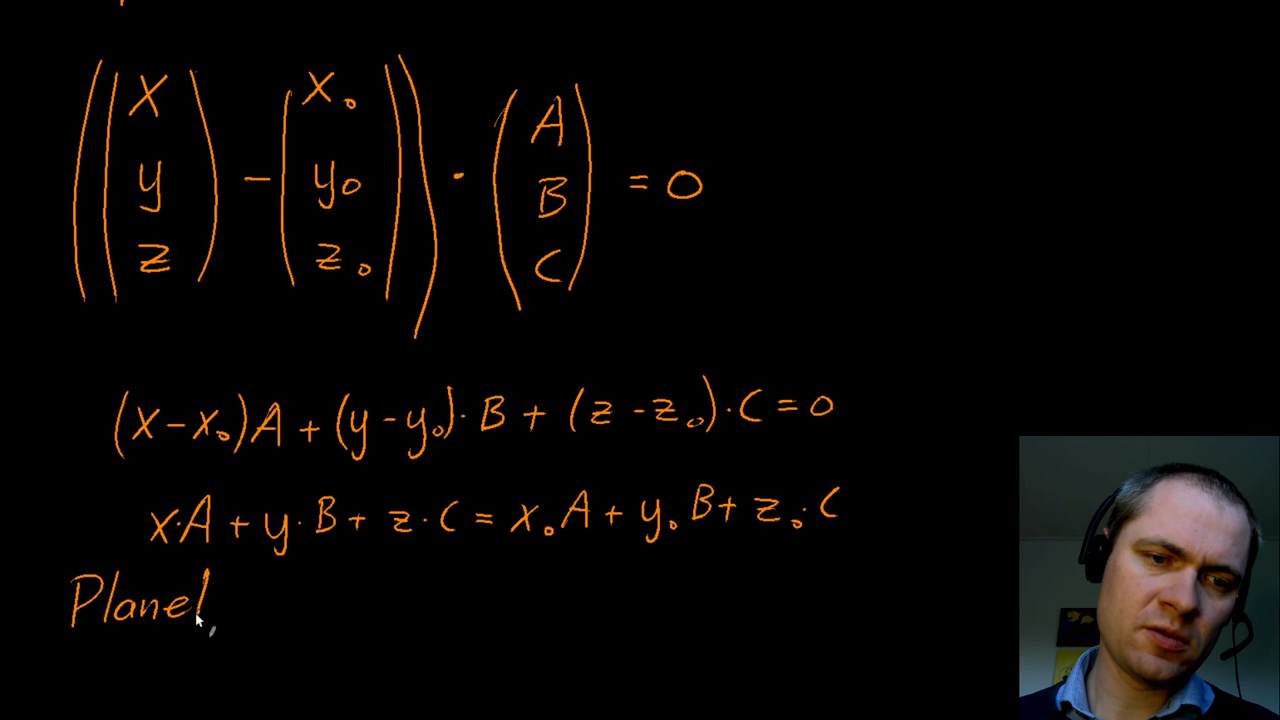 ((x y z) - (x₀ y₀ z₀)) · (A B C) = 0
(x-x₀)A + (y-y₀)·B + (z-z₀)·C = 0
x·A + y·B + z·C = x₀A + y₀B + z₀·C
Plane!